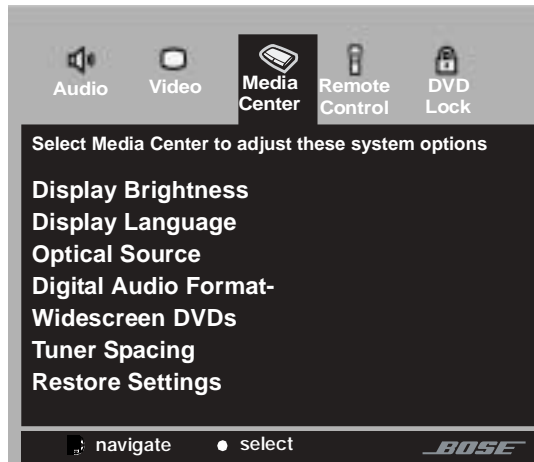 Audio
Video
Media
Center
Remote
Control
DVD
Lock
Select Media Center to adjust these system options
Display Brightness
Display Language
Optical Source
Digital Audio Format-
Widescreen DVDs
Tuner Spacing
Restore Settings
navigate select
BOSE